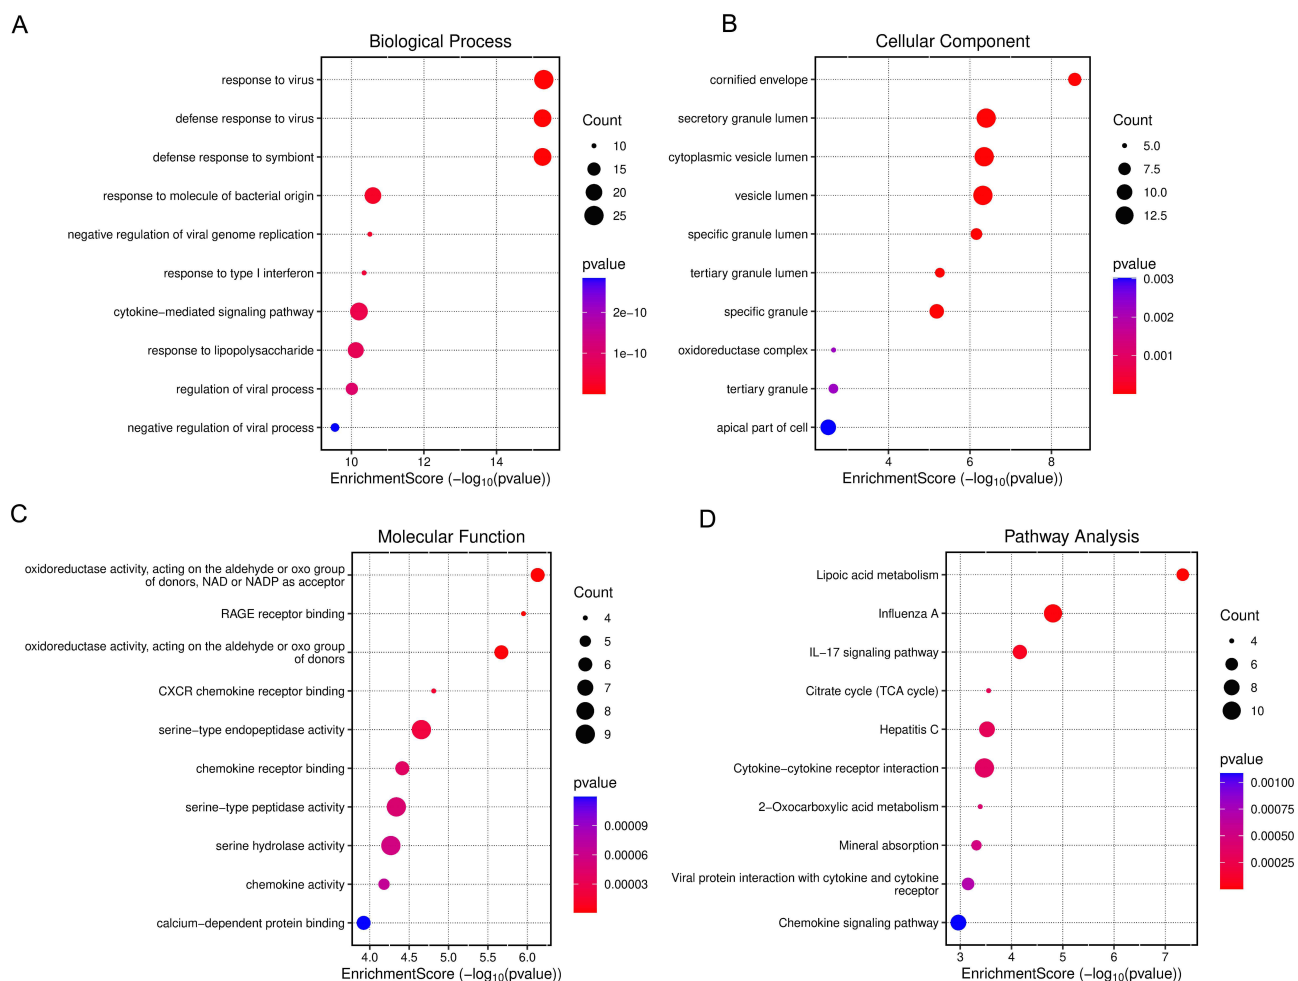 A
Biological Process
response to virus
defense response to virus
defense response to symbiont
response to molecule of bacterial origin
negative regulation of viral genome replication
response to type I interferon
cytokine−mediated signaling pathway
response to lipopolysaccharide
regulation of viral process
negative regulation of viral process
10
12
14
EnrichmentScore (−log10(pvalue))
Count
10
15
20
25
pvalue
2e−10
1e−10
B
Cellular Component
cornified envelope
secretory granule lumen
cytoplasmic vesicle lumen
vesicle lumen
specific granule lumen
tertiary granule lumen
specific granule
oxidoreductase complex
tertiary granule
apical part of cell
4
6
8
EnrichmentScore (−log10(pvalue))
Count
5.0
7.5
10.0
12.5
pvalue
0.003
0.002
0.001
C
Molecular Function
oxidoreductase activity, acting on the aldehyde or oxo group
of donors, NAD or NADP as acceptor
RAGE receptor binding
oxidoreductase activity, acting on the aldehyde or oxo group
of donors
CXCR chemokine receptor binding
serine−type endopeptidase activity
chemokine receptor binding
serine−type peptidase activity
serine hydrolase activity
chemokine activity
calcium−dependent protein binding
4.0
4.5
5.0
5.5
6.0
EnrichmentScore (−log10(pvalue))
Count
4
5
6
7
8
9
pvalue
0.00009
0.00006
0.00003
D
Pathway Analysis
Lipoic acid metabolism
Influenza A
IL−17 signaling pathway
Citrate cycle (TCA cycle)
Hepatitis C
Cytokine−cytokine receptor interaction
2−Oxocarboxylic acid metabolism
Mineral absorption
Viral protein interaction with cytokine and cytokine
receptor
Chemokine signaling pathway
3
4
5
6
7
EnrichmentScore (−log10(pvalue))
Count
4
6
8
10
pvalue
0.00100
0.00075
0.00050
0.00025